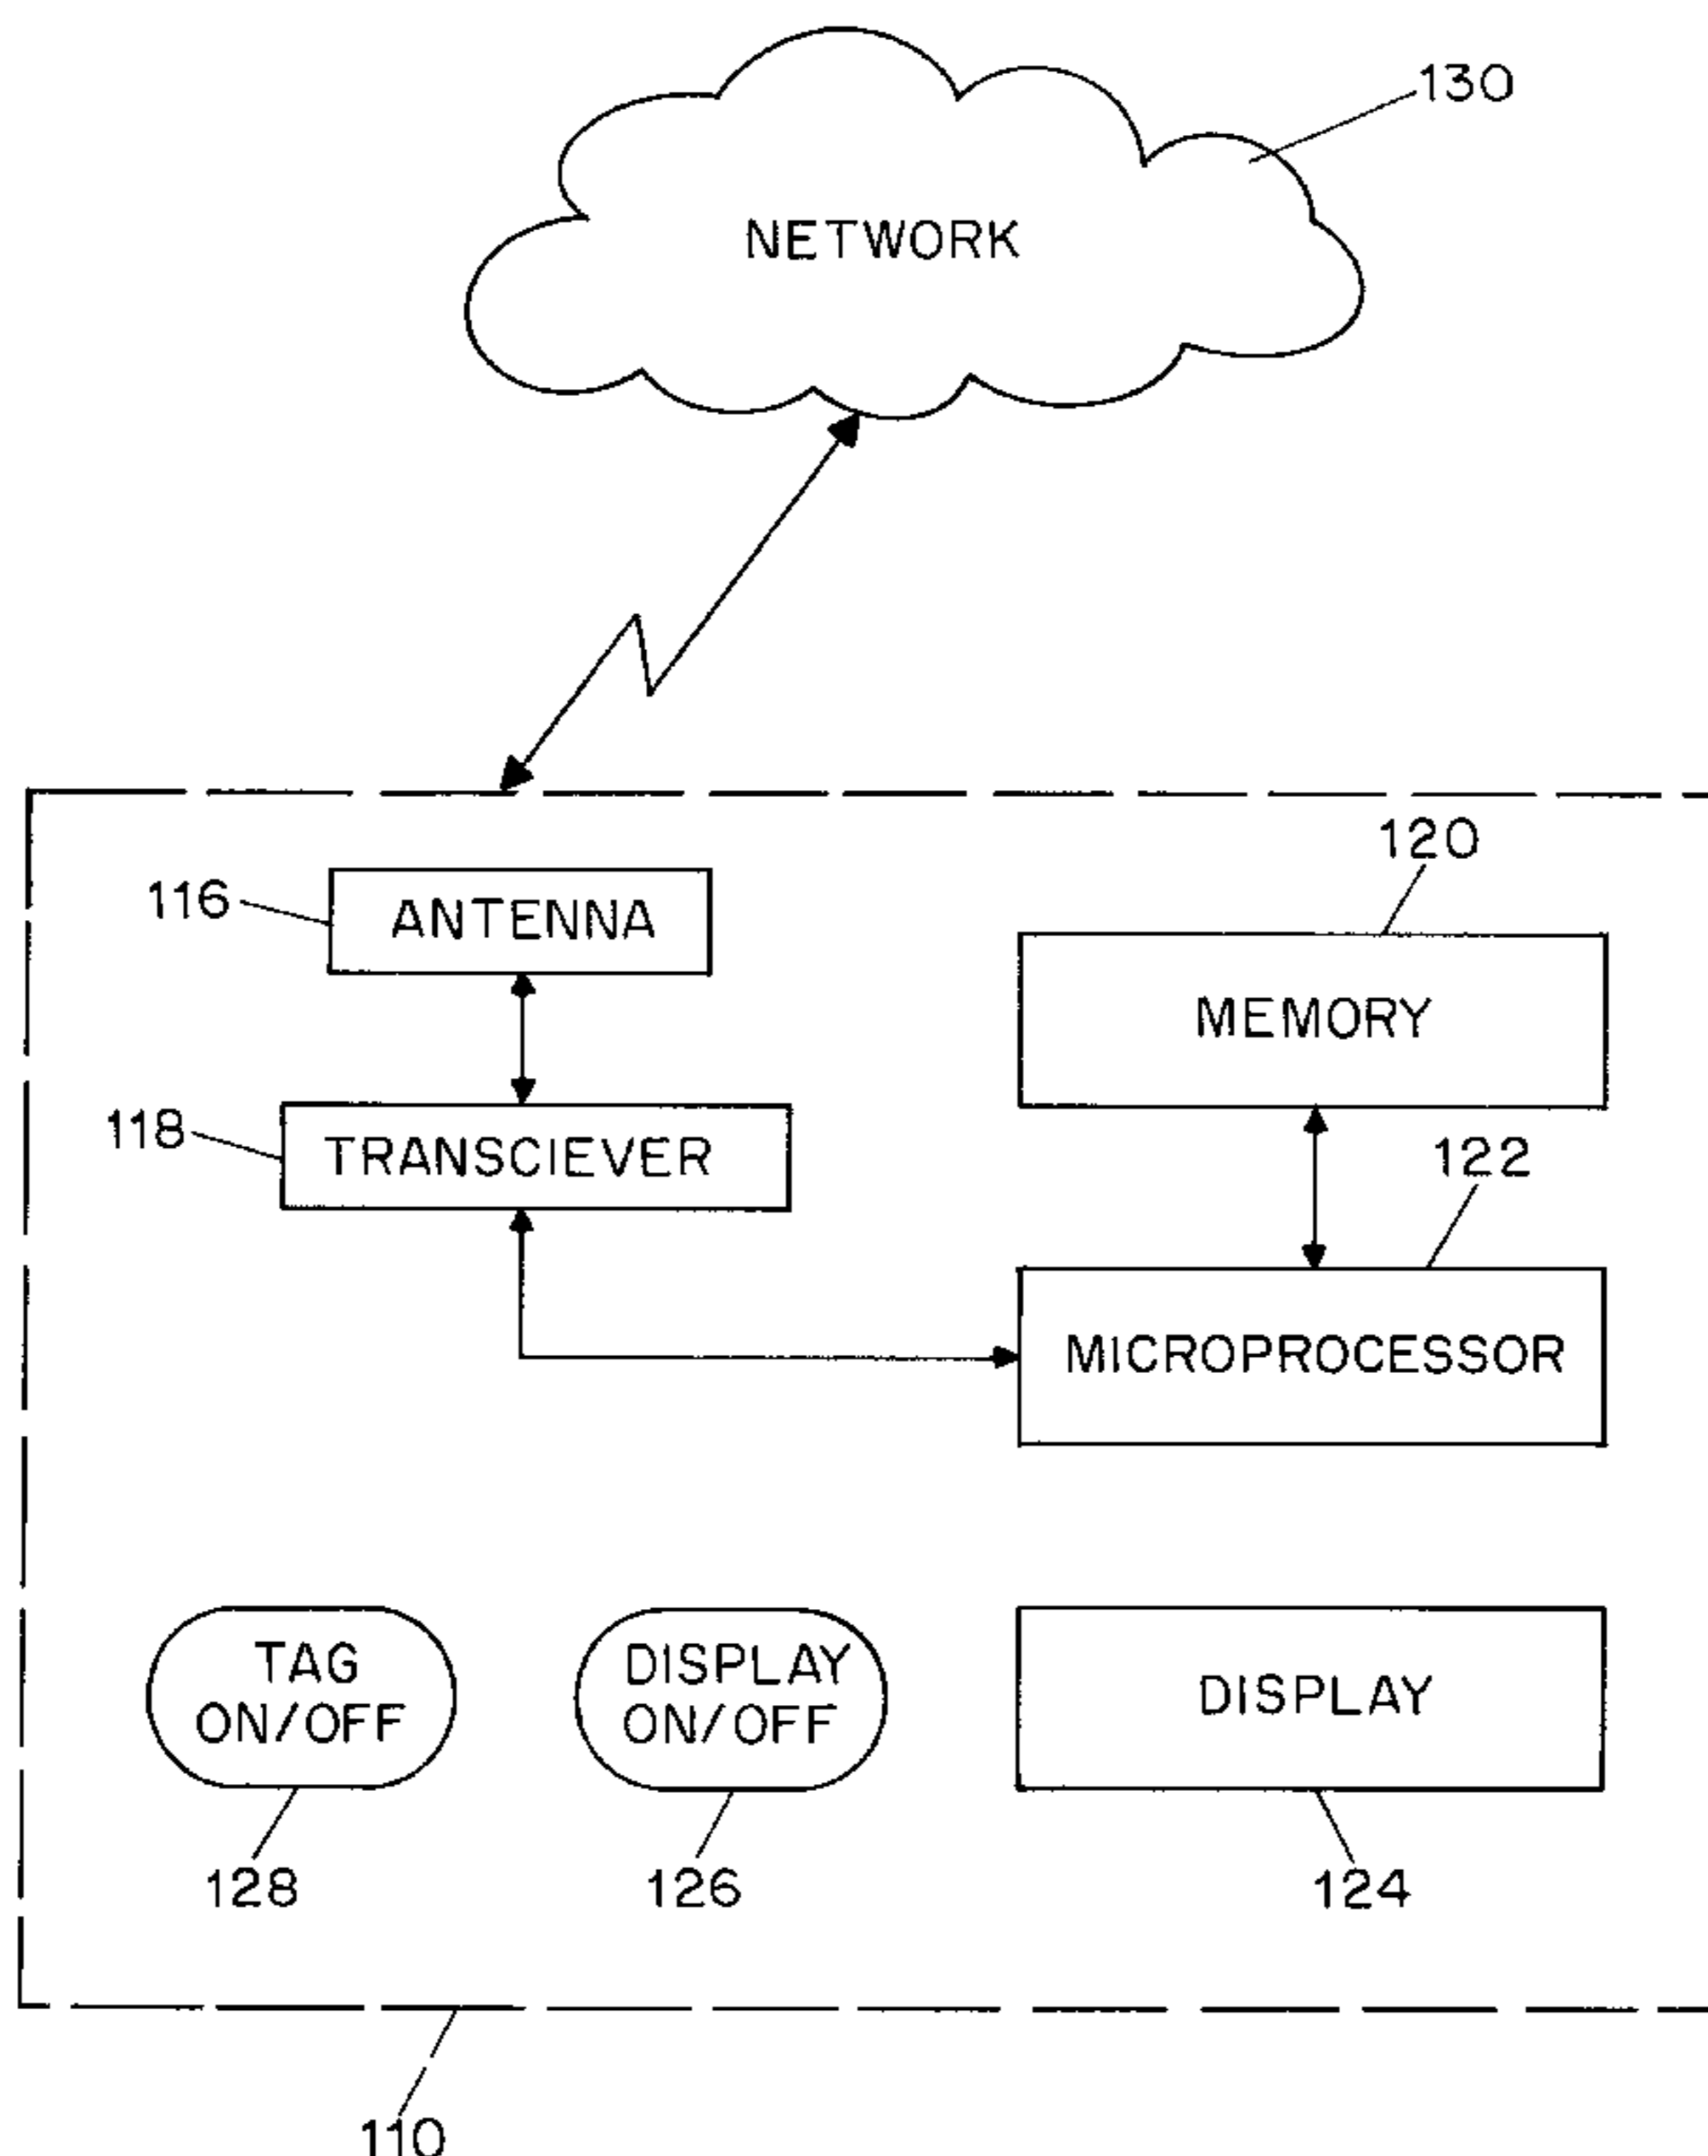 130
NETWORK
120
116
ANTENNA
MEMORY
118
TRANSCIEVER
122
MICROPROCESSOR
TAG
ON/OFF
DISPLAY
ON/OFF
DISPLAY
128
126
124
110